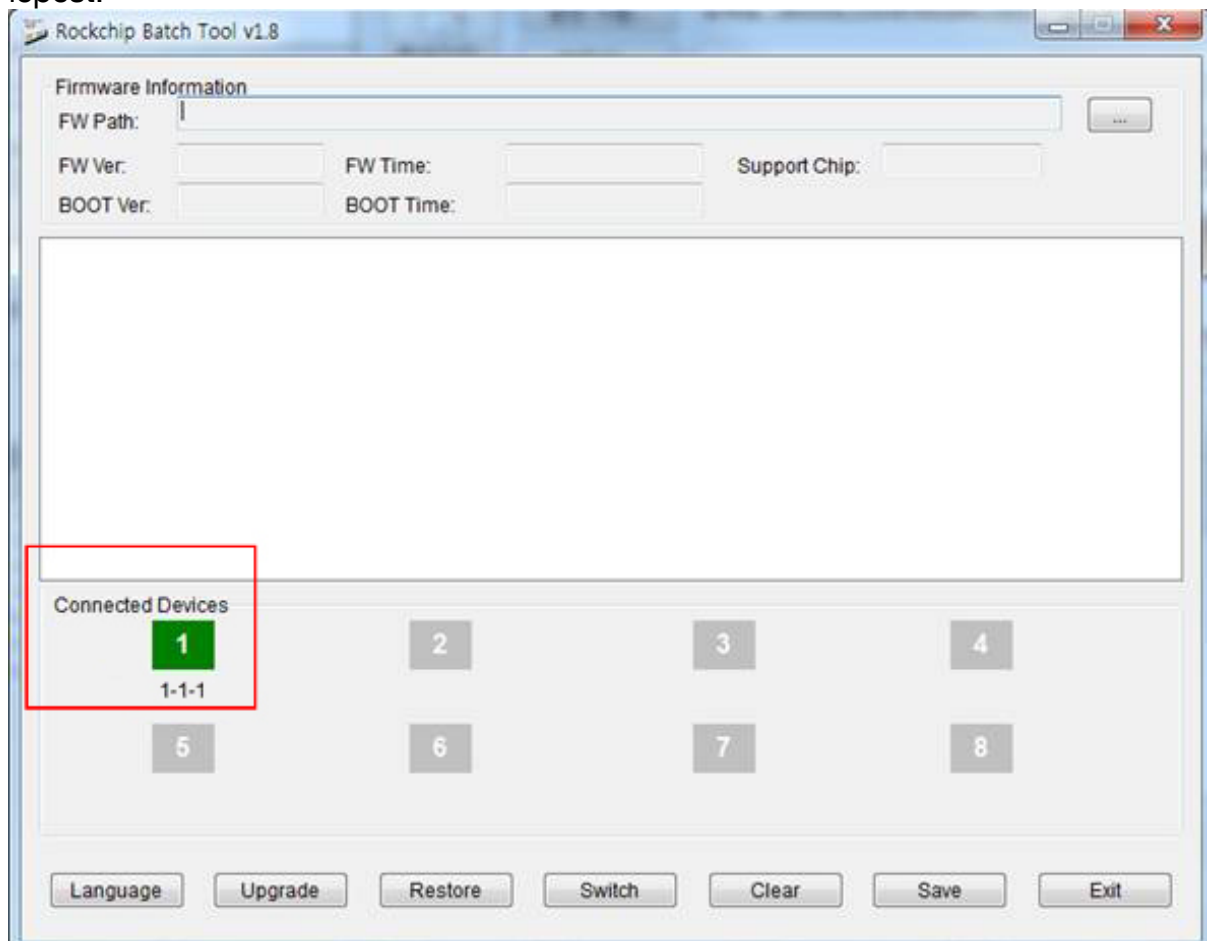 Rockchip Batch Tool v1.8
Firmware Information
FW Path:
...
FW Ver: FW Time: Support Chip:
BOOT Ver: BOOT Time:
Connected Devices
1 2 3 4
1-1-1
5 6 7 8
Language Upgrade Restore Switch Clear Save Exit